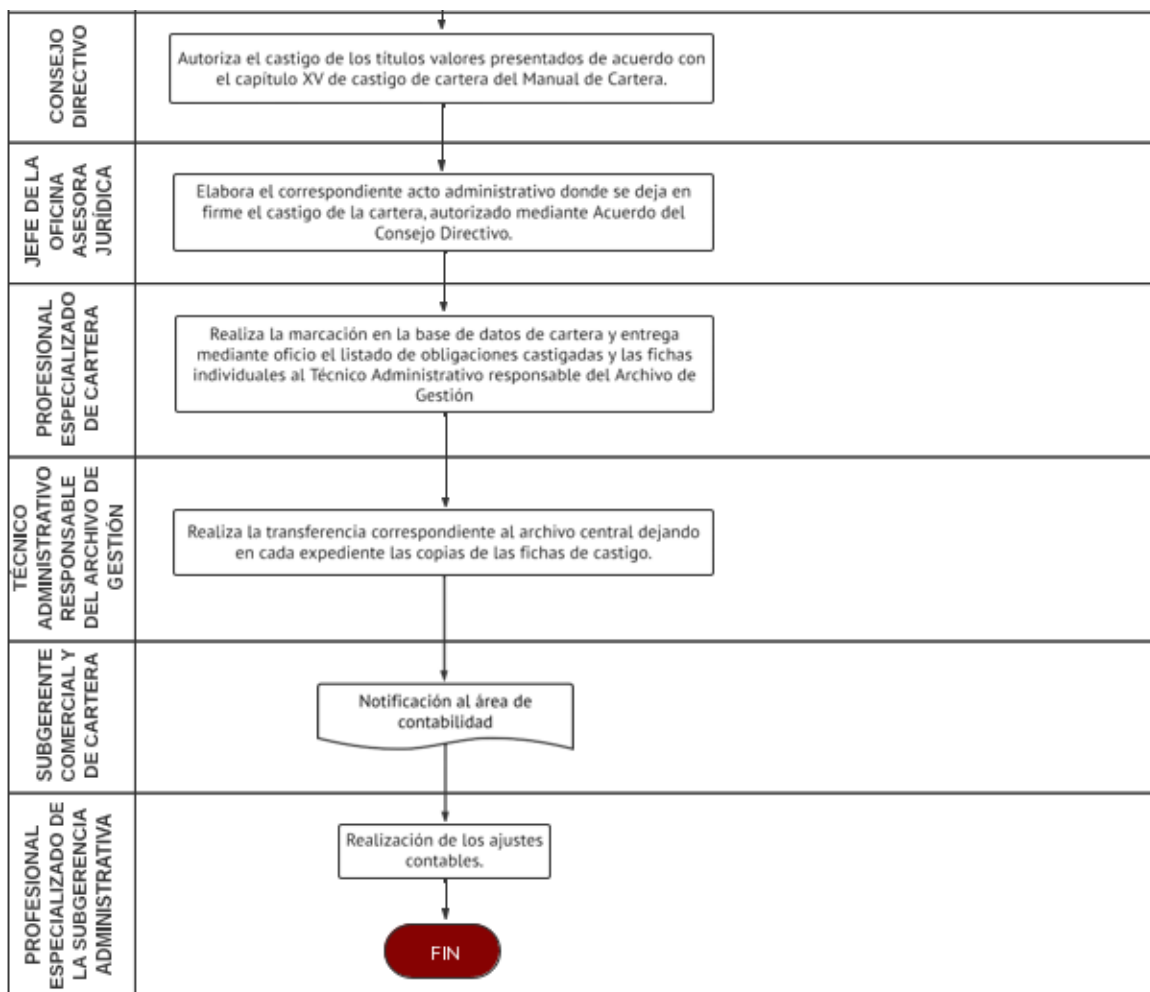 CONSEJO
DIRECTIVO
Autoriza el castigo de los títulos valores presentados de acuerdo con
el capítulo XV de castigo de cartera del Manual de Cartera.
JEFE DE LA
OFICINA
ASESORA
JURÍDICA
Elabora el correspondiente acto administrativo donde se deja en
firme el castigo de la cartera, autorizado mediante Acuerdo del
Consejo Directivo.
PROFESIONAL
ESPECIALIZADO
DE CARTERA
Realiza la marcación en la base de datos de cartera y entrega
mediante oficio el listado de obligaciones castigadas y las fichas
individuales al Técnico Administrativo responsable del Archivo de
Gestión
TÉCNICO
ADMINISTRATIVO
RESPONSABLE
DEL ARCHIVO DE
GESTIÓN
Realiza la transferencia correspondiente al archivo central dejando
en cada expediente las copias de las fichas de castigo.
SUBGERENTE
COMERCIAL Y
DE CARTERA
Notificación al área de
contabilidad
PROFESIONAL
ESPECIALIZADO DE
LA SUBGERENCIA
ADMINISTRATIVA
Realización de los ajustes
contables.
FIN